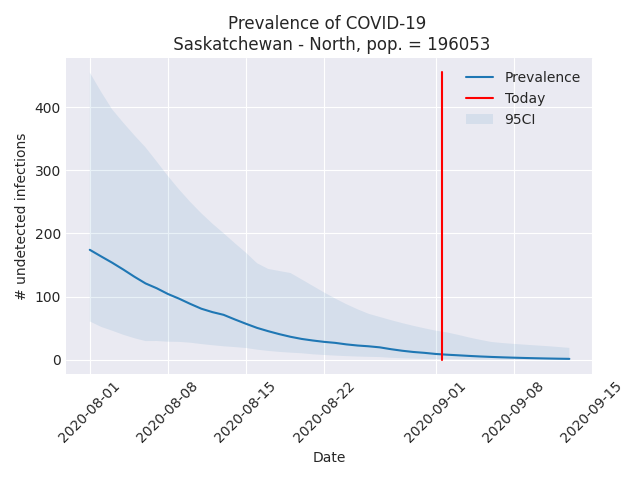 Prevalence of COVID-19
Saskatchewan - North, pop. = 196053
Prevalence
Today
95CI
# undetected infections
400
300
200
100
0
2020-08-01
2020-08-08
2020-08-15
2020-08-22
2020-09-01
2020-09-08
2020-09-15
Date